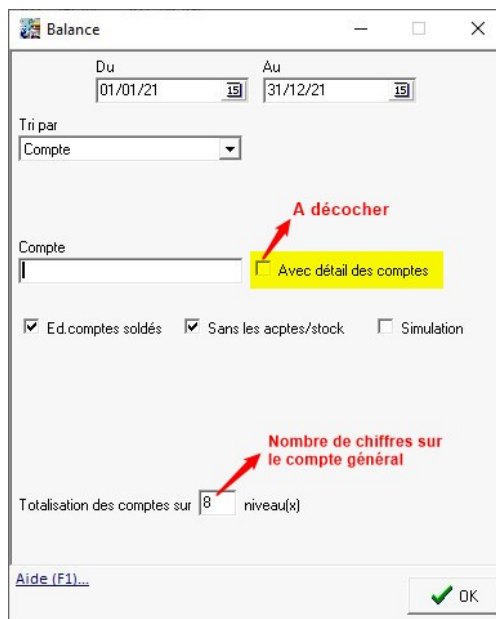 Balance
Du Au
01/01/21 15 31/12/21 15
Tri par
Compte
A décocher
Compte
Avec détail des comptes
Ed.comptes soldés Sans les acptes/stock Simulation
Nombre de chiffres sur
le compte général
Totalisation des comptes sur 8 niveau(x)
Aide (F1)...
OK